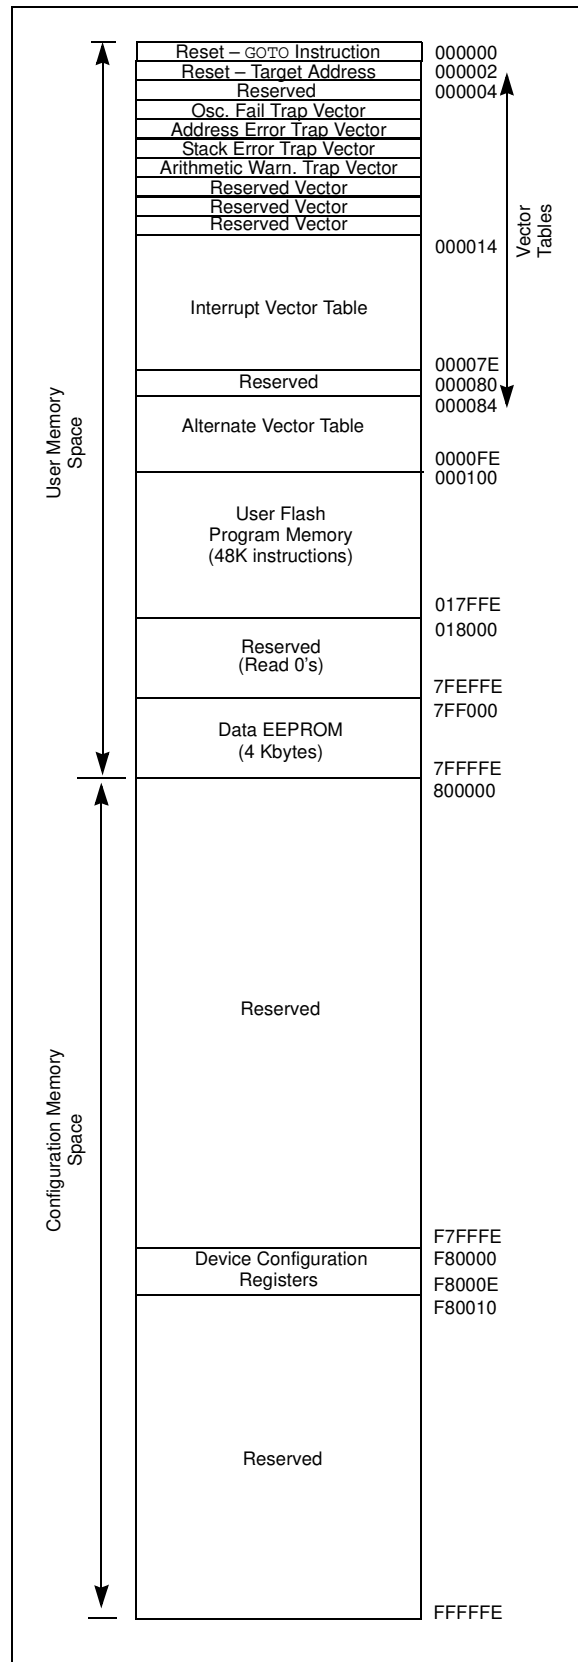 Reset – GOTO Instruction 000000
Reset – Target Address 000002
Reserved 000004
Osc. Fail Trap Vector
Address Error Trap Vector
Stack Error Trap Vector
Arithmetic Warn. Trap Vector
Reserved Vector
Reserved Vector
Reserved Vector
000014
Vector
Tables
Interrupt Vector Table
00007E
Reserved 000080
000084
Alternate Vector Table
0000FE
000100
User Memory
Space
User Flash
Program Memory
(48K instructions)
017FFE
018000
Reserved
(Read 0's)
7FEFFE
7FF000
Data EEPROM
(4 Kbytes)
7FFFFE
800000
Reserved
Configuration Memory
Space
F7FFFE
Device Configuration F80000
Registers F8000E
F80010
Reserved
FFFFFE